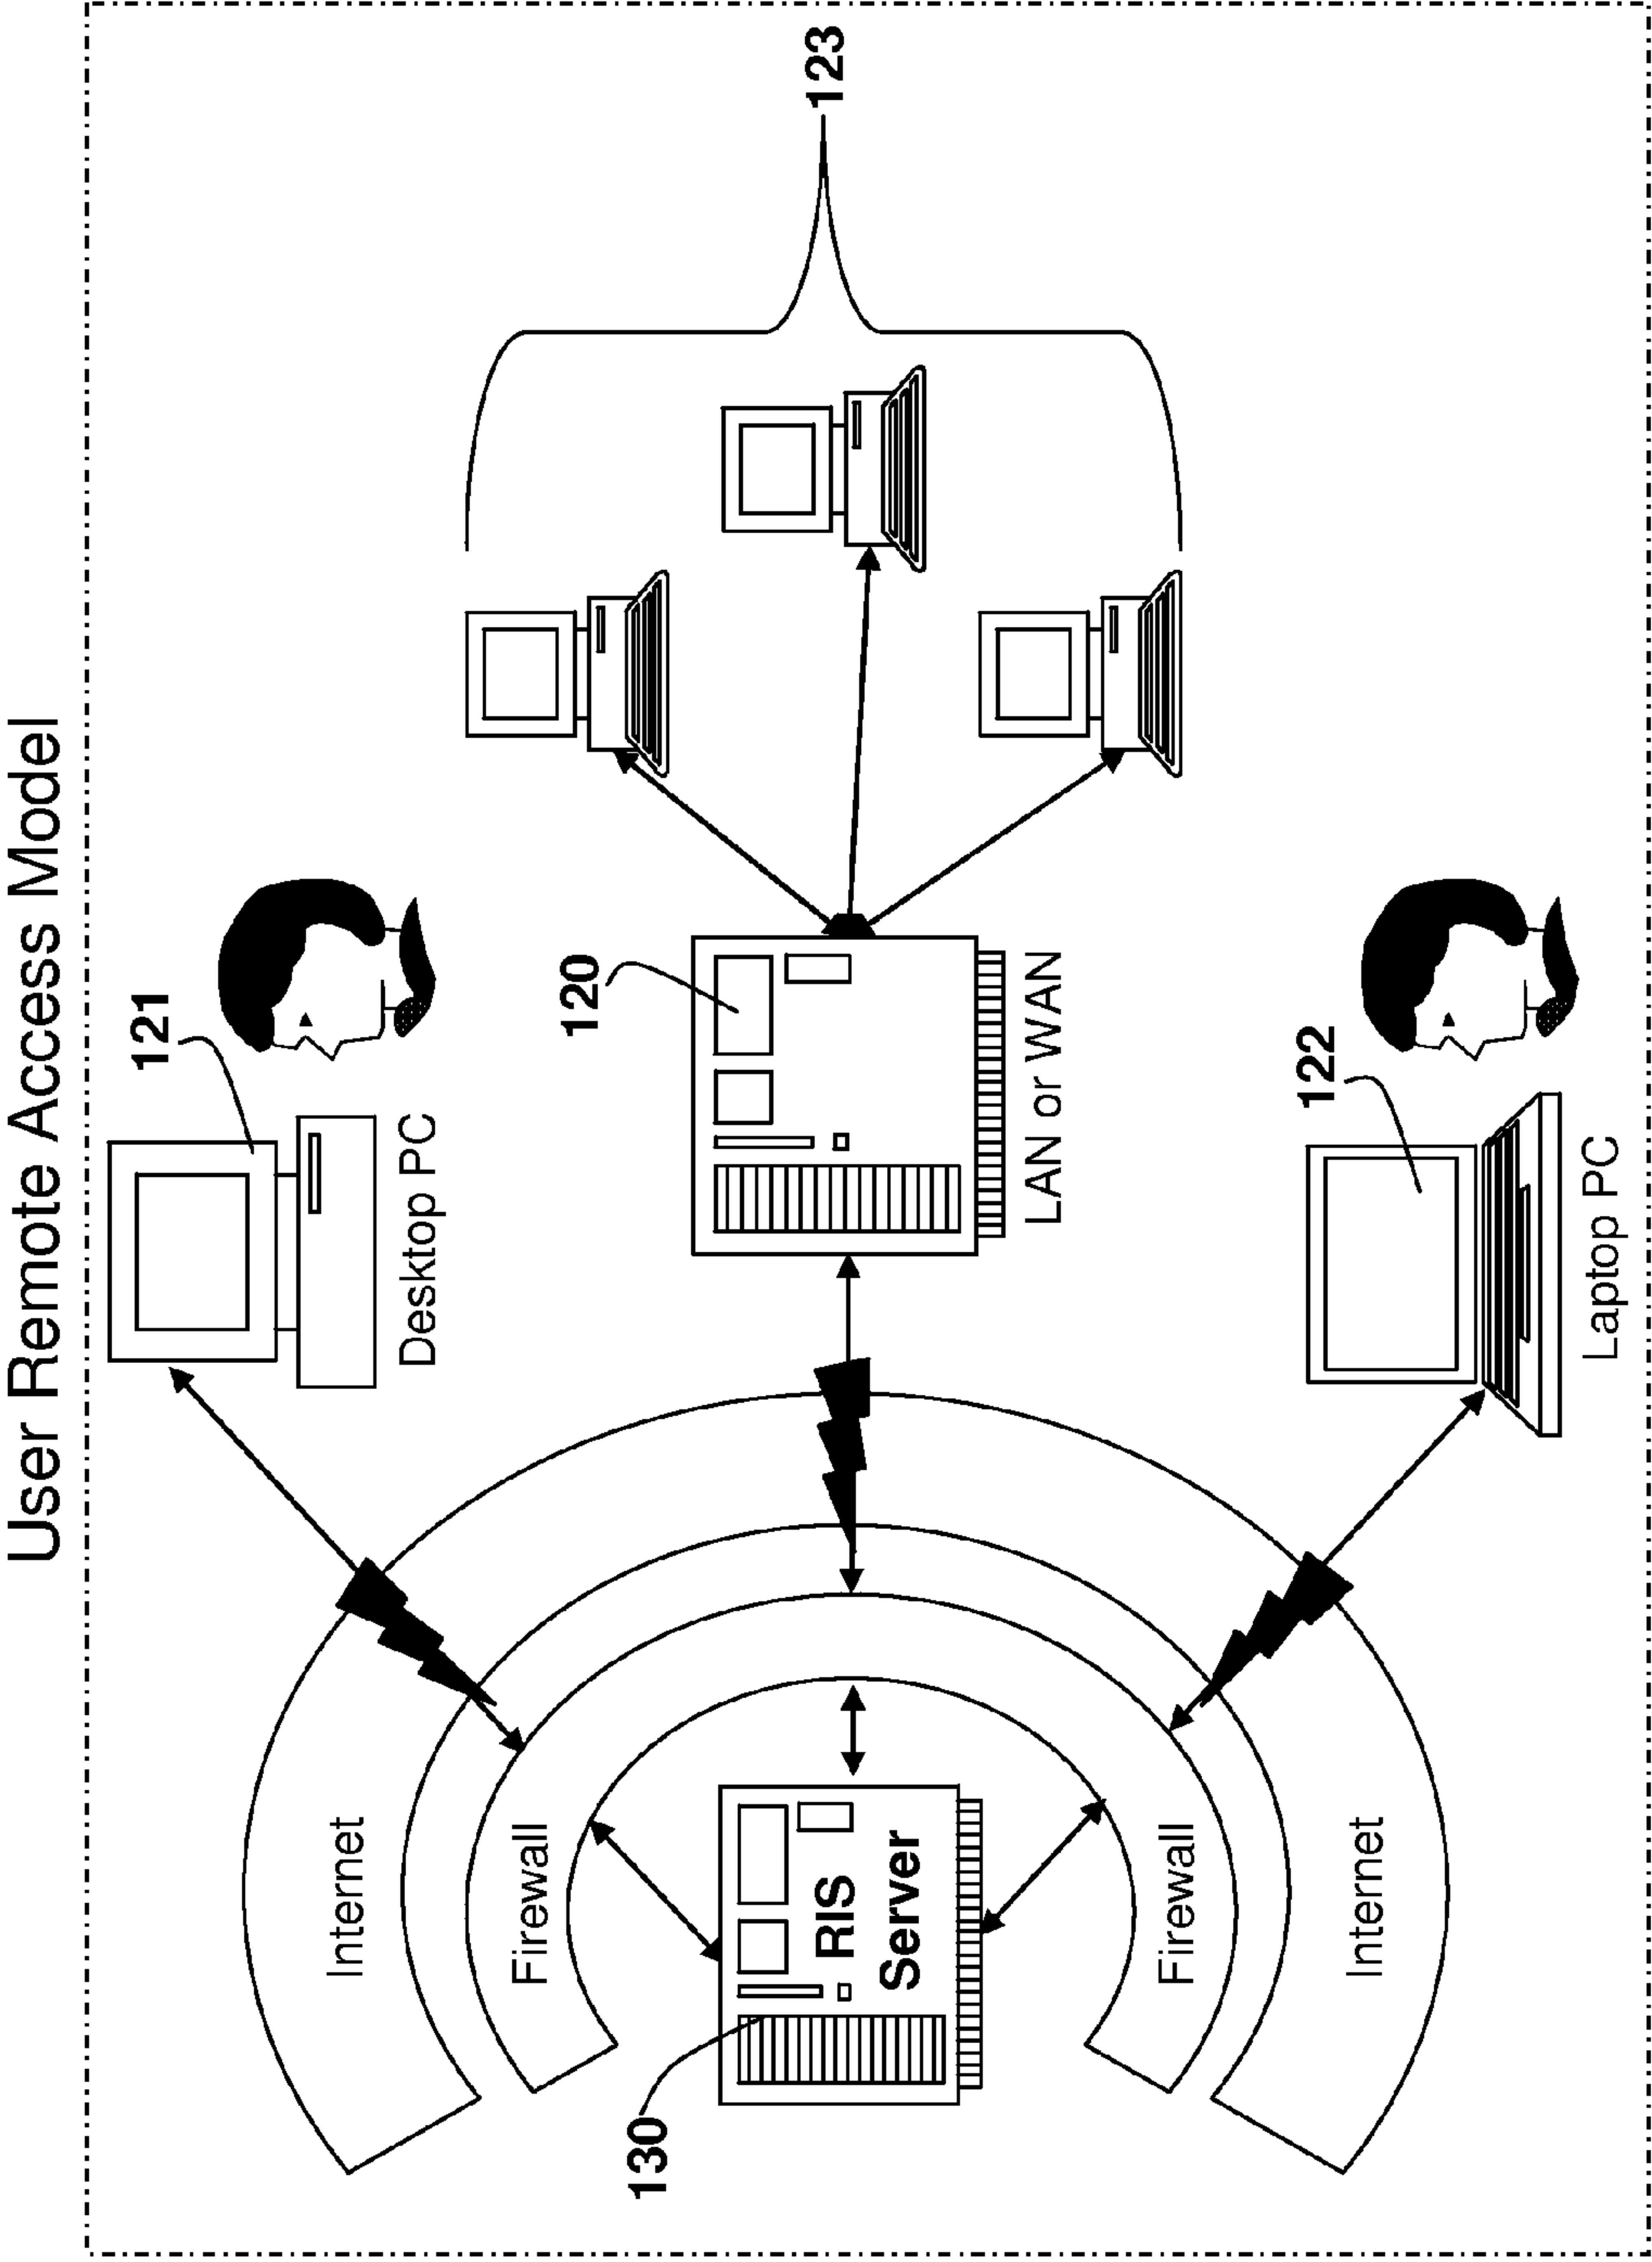 User Remote Access Model
121
Desktop PC
Internet
Firewall
130
RIS
Server
120
LAN or WAN
123
Firewall
Internet
122
Laptop PC